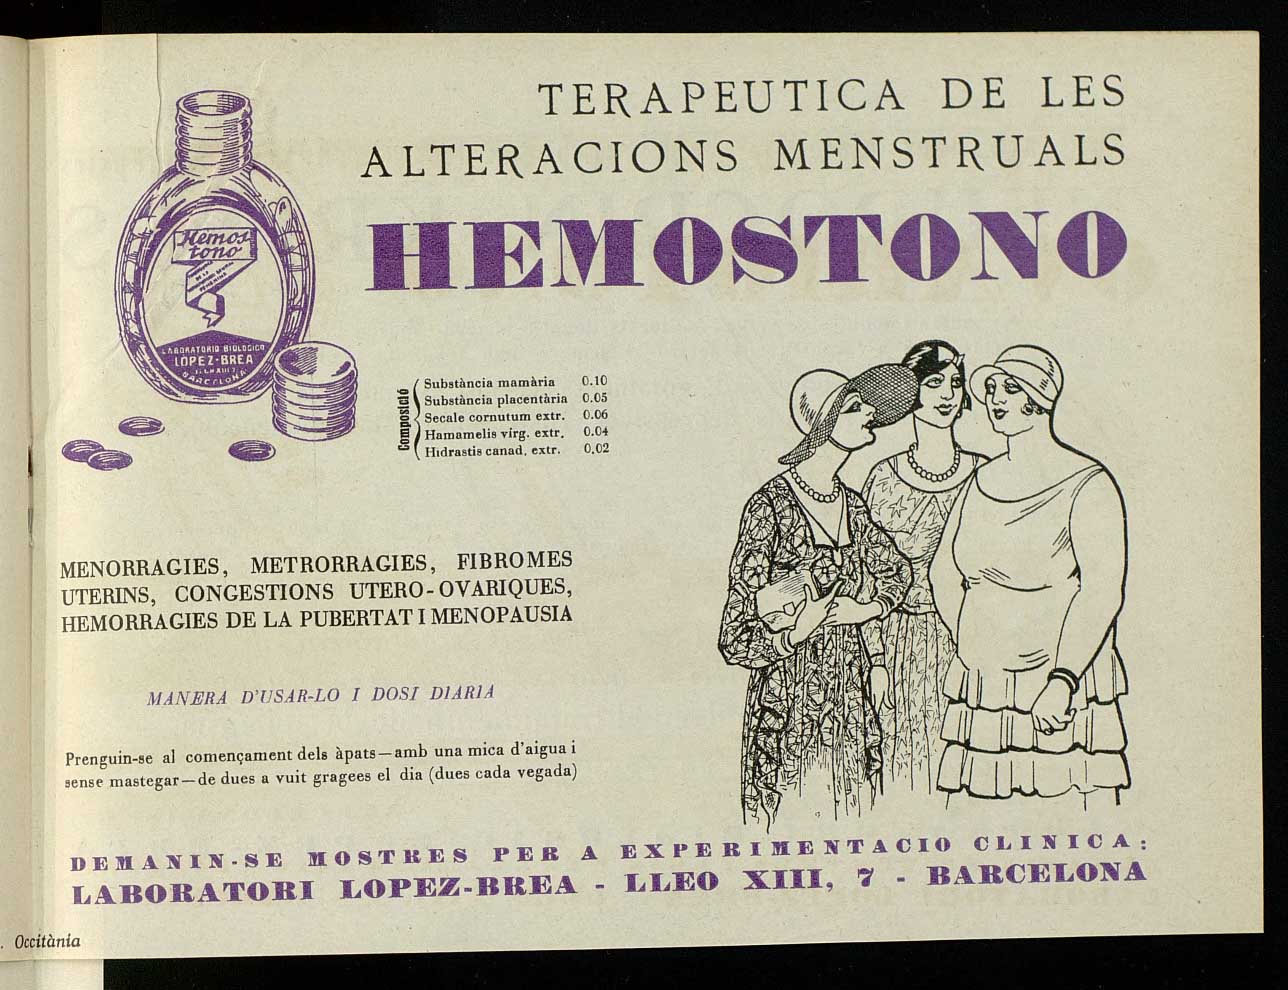 TERAPEUTICA DE LES
ALTERACIONS MENSTRUALS
HEMOSTONO
Hemos-
tono
DE LA
LABORATORIO BIOLOGICO
LOPEZ-BREA
BARCELONA
Composició
Substància mamària 0.10
Substància placentària 0.05
Secale cornutum extr. 0.06
Hamamelis virg. extr. 0.04
Hidrastis canad. extr. 0.02
MENORRAGIES, METRORRAGIES, FIBROMES
UTERINS, CONGESTIONS UTERO-OVARIQUES,
HEMORRAGIES DE LA PUBERTAT I MENOPAUSIA
MANERA D'USAR-LO I DOSI DIARIA
Prenguin-se al començament dels àpats—amb una mica d'aigua i
sense mastegar—de dues a vuit gragees el dia (dues cada vegada)
DEMANIN-SE MOSTRES PER A EXPERIMENTACIO CLINICA:
LABORATORI LOPEZ-BREA - LLEO XIII, 7 - BARCELONA
. Occitània